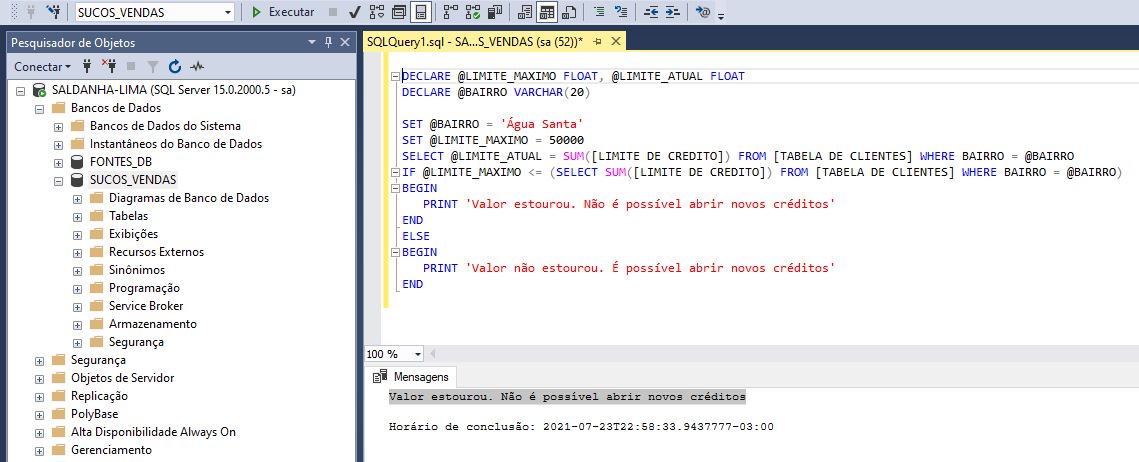 SUCOS_VENDAS
Executar
Pesquisador de Objetos
Conectar
SALDANHA-LIMA (SQL Server 15.0.2000.5 - sa)
Bancos de Dados
Bancos de Dados do Sistema
Instantâneos do Banco de Dados
FONTES_DB
SUCOS_VENDAS
Diagramas de Banco de Dados
Tabelas
Exibições
Recursos Externos
Sinônimos
Programação
Service Broker
Armazenamento
Segurança
Segurança
Objetos de Servidor
Replicação
PolyBase
Alta Disponibilidade Always On
Gerenciamento
SQLQuery1.sql - SA...S_VENDAS (sa (52))*
DECLARE @LIMITE_MAXIMO FLOAT, @LIMITE_ATUAL FLOAT
DECLARE @BAIRRO VARCHAR(20)
SET @BAIRRO = 'Água Santa'
SET @LIMITE_MAXIMO = 50000
SELECT @LIMITE_ATUAL = SUM([LIMITE DE CREDITO]) FROM [TABELA DE CLIENTES] WHERE BAIRRO = @BAIRRO
IF @LIMITE_MAXIMO <= (SELECT SUM([LIMITE DE CREDITO]) FROM [TABELA DE CLIENTES] WHERE BAIRRO = @BAIRRO)
BEGIN
PRINT 'Valor estourou. Não é possível abrir novos créditos'
END
ELSE
BEGIN
PRINT 'Valor não estourou. É possível abrir novos créditos'
END
100 %
Mensagens
Valor estourou. Não é possível abrir novos créditos
Horário de conclusão: 2021-07-23T22:58:33.9437777-03:00